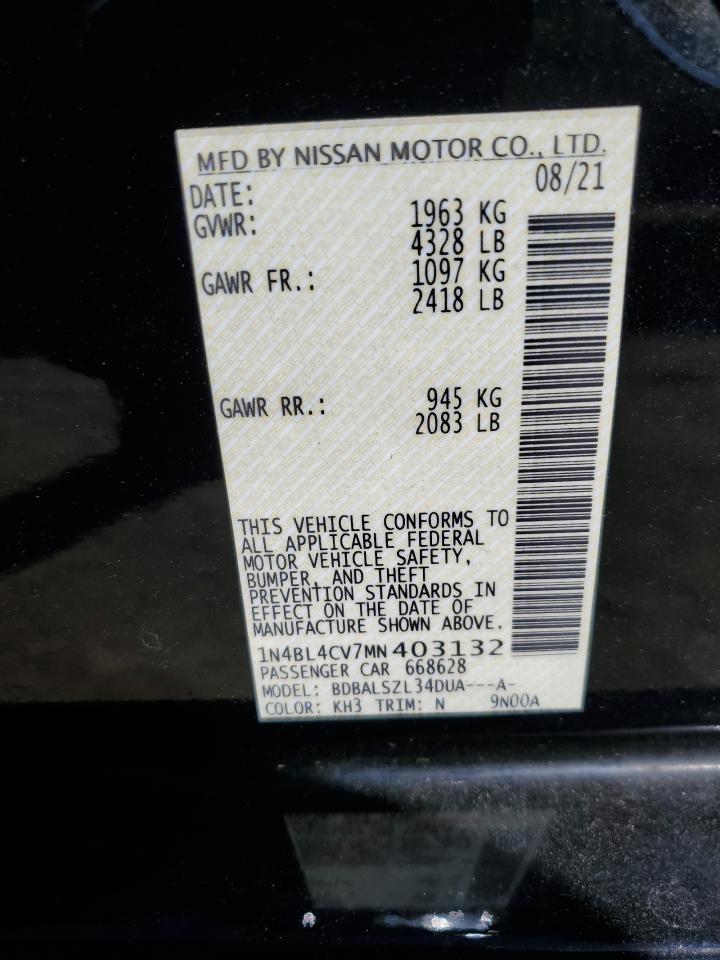 MFD BY NISSAN MOTOR CO., LTD.
DATE: 08/21
GVWR: 1963 KG
4328 LB
GAWR FR.: 1097 KG
2418 LB
GAWR RR.: 945 KG
2083 LB
THIS VEHICLE CONFORMS TO
ALL APPLICABLE FEDERAL
MOTOR VEHICLE SAFETY,
BUMPER, AND THEFT
PREVENTION STANDARDS IN
EFFECT ON THE DATE OF
MANUFACTURE SHOWN ABOVE.
1N4BL4CV7MN403132
PASSENGER CAR 668628
MODEL: BDBALSZL34DUA---A-
COLOR: KH3 TRIM: N 9N00A